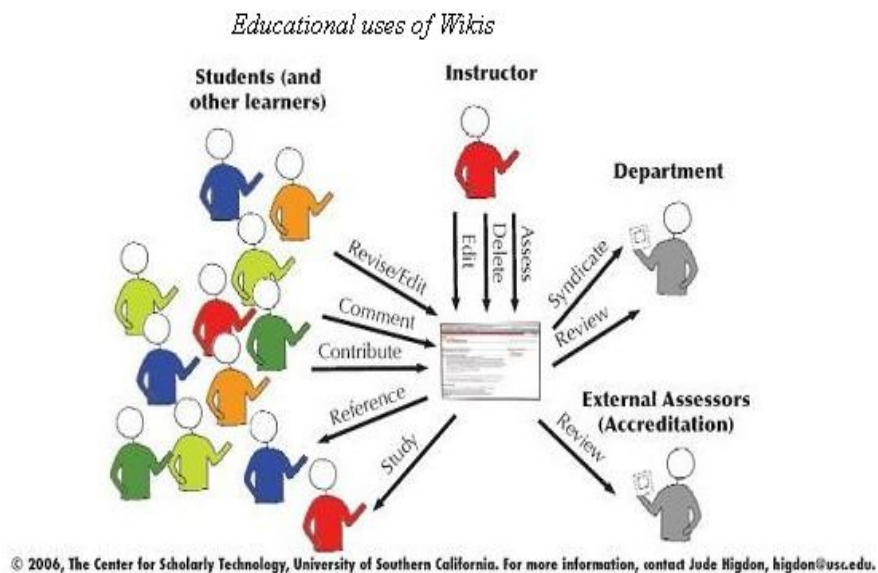 Educational uses of Wikis
Students (and
other learners)
Instructor
Department
Revise/Edit
Comment
Contribute
Reference
Study
Edit
Delete
Assess
Syndicate
Review
External Assessors
(Accreditation)
Review
© 2006, The Center for Scholarly Technology, University of Southern California. For more information, contact Jude Higdon, higdon@usc.edu.